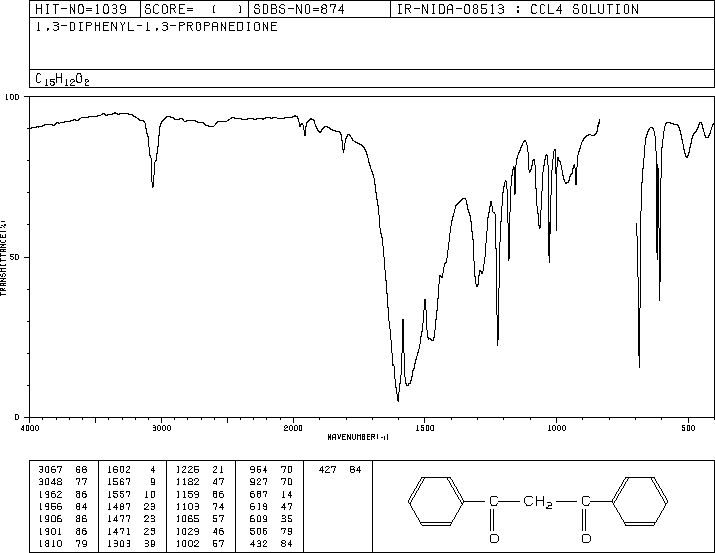 HIT-NO=1039 SCORE= ( ) SDBS-NO=874 IR-NIDA-08513 : CCL4 SOLUTION
1,3-DIPHENYL-1,3-PROPANEDIONE
C15H12O2
100
50
0
TRANSMITTANCE(%)
4000 3000 2000 1500 1000 500
WAVENUMBER(-1)
3067 68 1602 4 1226 21 964 70 427 84
3048 77 1567 9 1182 47 927 70
1962 86 1557 10 1159 86 687 14
1956 84 1487 23 1103 74 619 47
1906 86 1477 23 1065 57 609 35
1901 86 1471 23 1029 46 506 79
1810 79 1303 39 1002 57 432 84
C CH2 C
O O